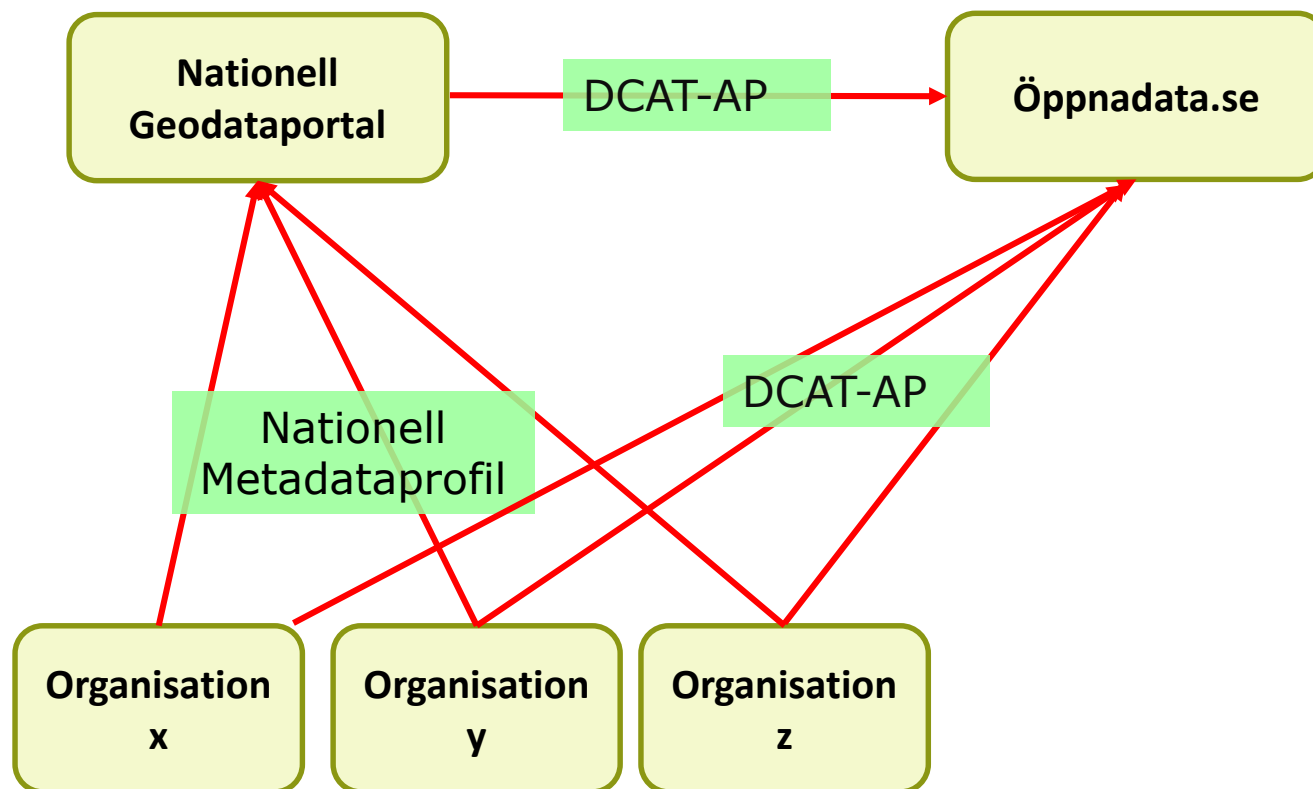 Nationell
Geodataportal
DCAT-AP
Öppnadata.se
DCAT-AP
Nationell
Metadataprofil
Organisation
x
Organisation
y
Organisation
z